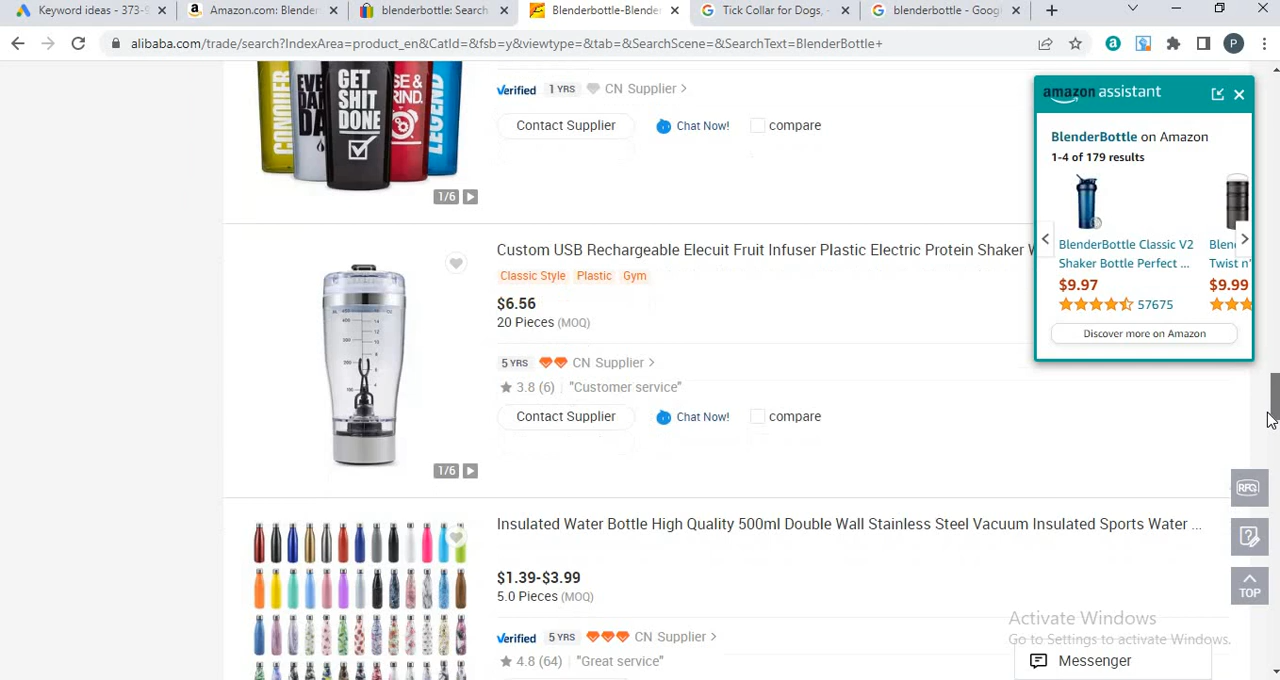 Keyword ideas - 373-9
Amazon.com: Blender
blenderbottle: Search
Blenderbottle-Blende
Tick Collar for Dogs, -
blenderbottle - Goog
alibaba.com/trade/search?IndexArea=product_en&CatId=&fsb=y&viewtype=&tab=&SearchScene=&SearchText=BlenderBottle+
P
CONQUER
GET SHIT DONE
LEGEND
1/6
Verified 1 YRS CN Supplier >
Contact Supplier Chat Now! compare
amazon assistant
BlenderBottle on Amazon
1-4 of 179 results
BlenderBottle Classic V2
Shaker Bottle Perfect ...
$9.97
57675
Twist n'
$9.99
Discover more on Amazon
Custom USB Rechargeable Elecuit Fruit Infuser Plastic Electric Protein Shaker
Classic Style Plastic Gym
$6.56
20 Pieces (MOQ)
5 YRS CN Supplier >
3.8 (6) "Customer service"
Contact Supplier Chat Now! compare
1/6
Insulated Water Bottle High Quality 500ml Double Wall Stainless Steel Vacuum Insulated Sports Water ...
$1.39-$3.99
5.0 Pieces (MOQ)
Verified 5 YRS CN Supplier >
4.8 (64) "Great service"
RFQ
TOP
Activate Windows
Go to Settings to activate Windows.
Messenger